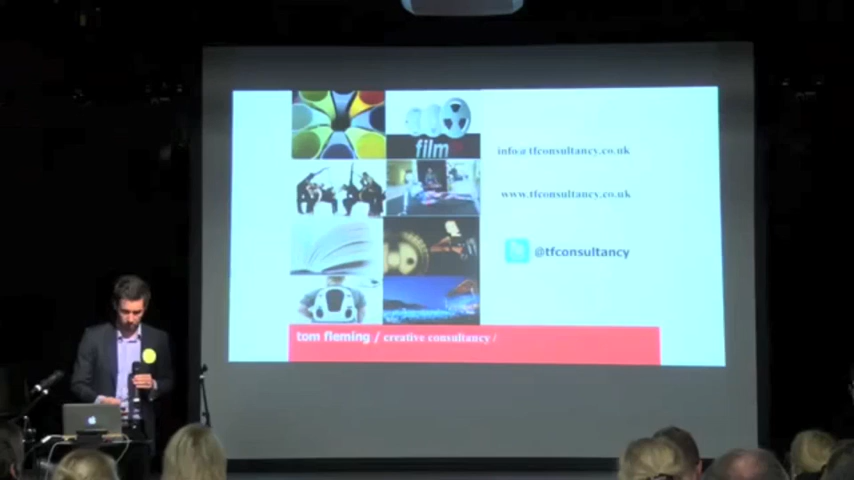 film
info@tfconsultancy.co.uk
www.tfconsultancy.co.uk
@tfconsultancy
tom fleming / creative consultancy /